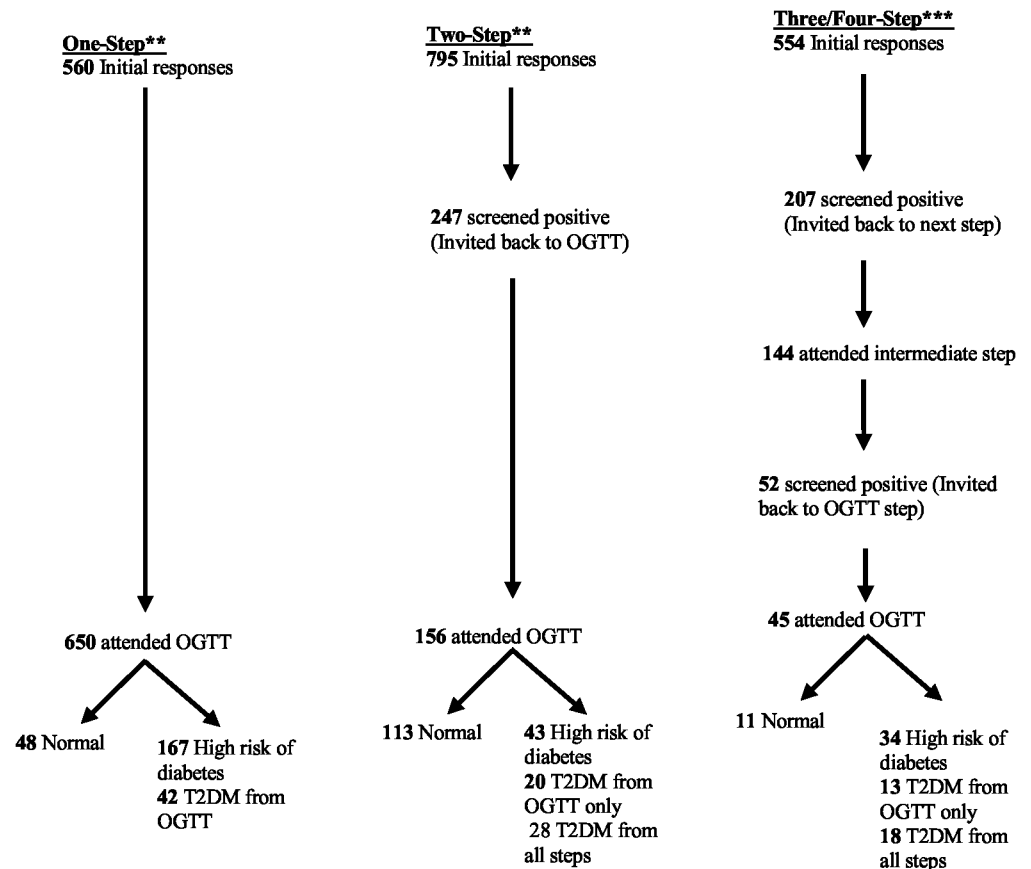 One-Step**
560 Initial responses
650 attended OGTT
48 Normal
167 High risk of
diabetes
42 T2DM from
OGTT
Two-Step**
795 Initial responses
247 screened positive
(Invited back to OGTT)
156 attended OGTT
113 Normal
43 High risk of
diabetes
20 T2DM from
OGTT only
28 T2DM from
all steps
Three/Four-Step***
554 Initial responses
207 screened positive
(Invited back to next step)
144 attended intermediate step
52 screened positive (Invited
back to OGTT step)
45 attended OGTT
11 Normal
34 High risk of
diabetes
13 T2DM from
OGTT only
18 T2DM from
all steps